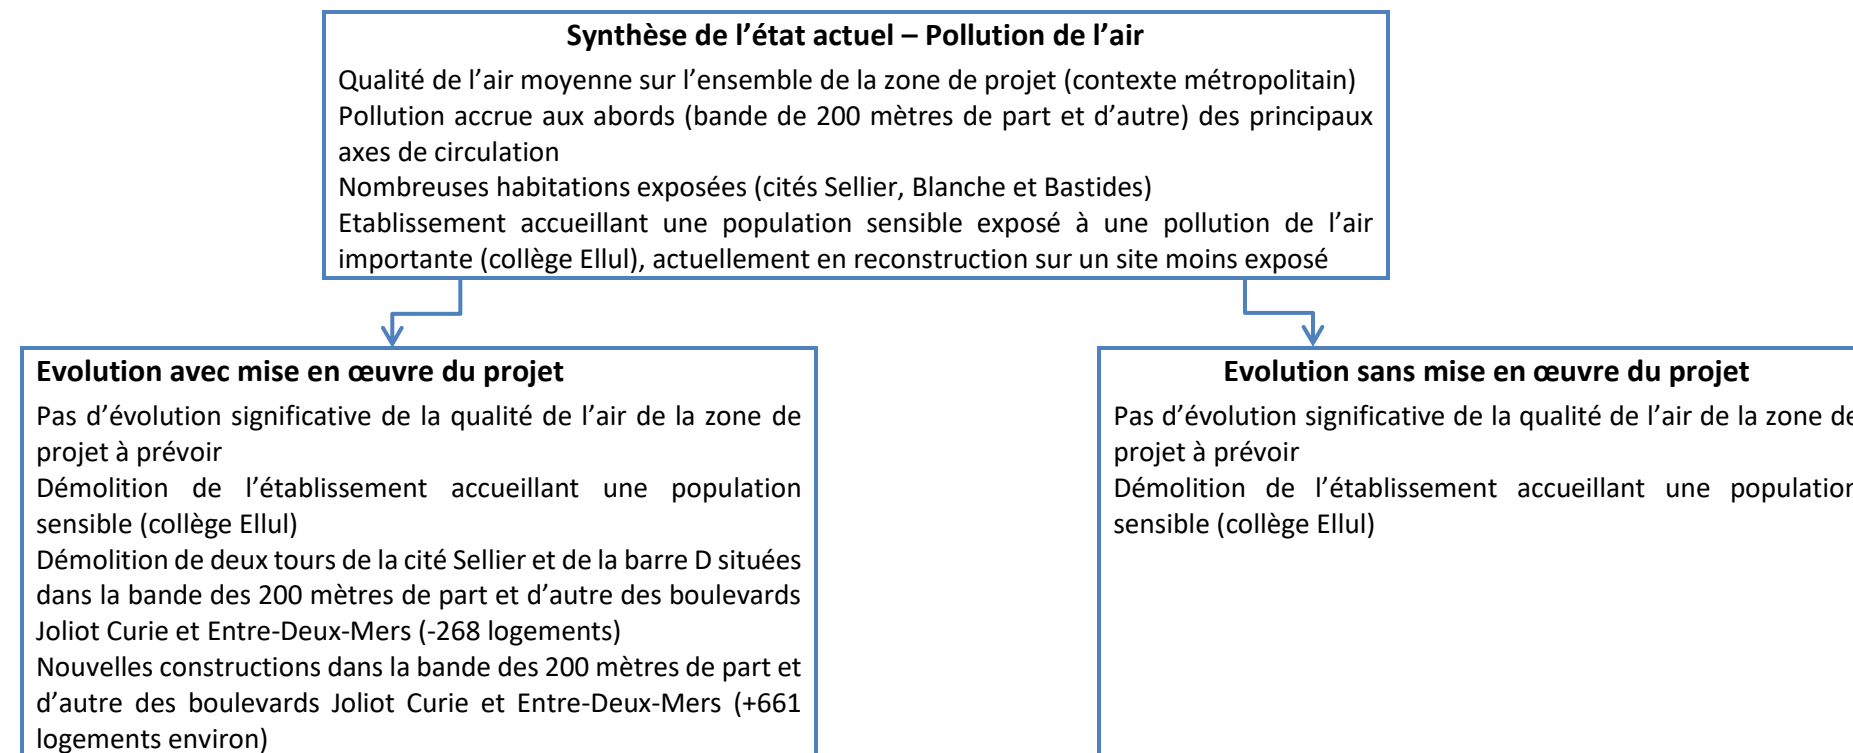 Synthèse de l’état actuel – Pollution de l’air
Qualité de l’air moyenne sur l’ensemble de la zone de projet (contexte métropolitain)
Pollution accrue aux abords (bande de 200 mètres de part et d’autre) des principaux
axes de circulation
Nombreuses habitations exposées (cités Sellier, Blanche et Bastides)
Etablissement accueillant une population sensible exposé à une pollution de l’air
importante (collège Ellul), actuellement en reconstruction sur un site moins exposé
Evolution avec mise en œuvre du projet
Pas d’évolution significative de la qualité de l’air de la zone de
projet à prévoir
Démolition de l’établissement accueillant une population
sensible (collège Ellul)
Démolition de deux tours de la cité Sellier et de la barre D situées
dans la bande des 200 mètres de part et d’autre des boulevards
Joliot Curie et Entre-Deux-Mers (-268 logements)
Nouvelles constructions dans la bande des 200 mètres de part et
d’autre des boulevards Joliot Curie et Entre-Deux-Mers (+661
logements environ)
Evolution sans mise en œuvre du projet
Pas d’évolution significative de la qualité de l’air de la zone de
projet à prévoir
Démolition de l’établissement accueillant une population
sensible (collège Ellul)